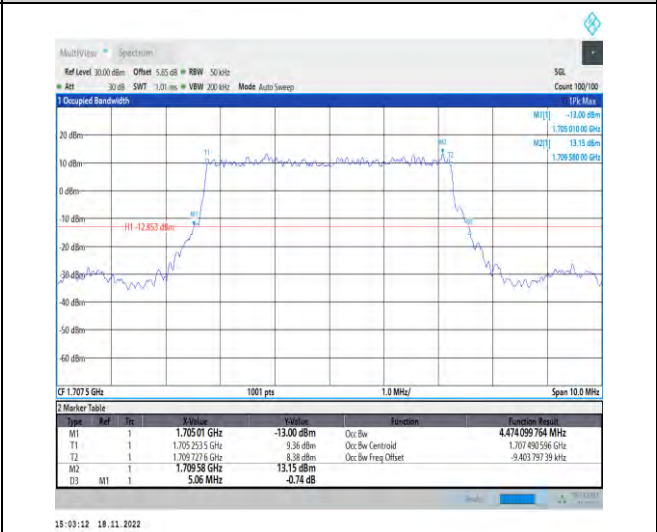 MultiView Spectrum
Ref Level 30.00 dBm Offset 5.65 dB RBW 50 kHz SGL
Att 30 dB SWT 1.01 ms VBW 200 kHz Mode Auto Sweep Count 100/100
1 Occupied Bandwidth 1Pk Max
M1[1] -13.00 dBm
1.705 010 00 GHz
M2[1] 13.15 dBm
1.709 580 00 GHz
20 dBm
M2
T1 T2
10 dBm
0 dBm
-10 dBm
M1
H1 -12.853 dBm
-20 dBm
-30 dBm
-40 dBm
-50 dBm
-60 dBm
CF 1.707 5 GHz 1001 pts 1.0 MHz/ Span 10.0 MHz
2 Marker Table
Type Ref Trc X-Value Y-Value Function Function Result
M1 1 1.705 01 GHz -13.00 dBm Occ Bw 4.474 099 764 MHz
T1 1 1.705 253 5 GHz 9.36 dBm Occ Bw Centroid 1.707 490 596 GHz
T2 1 1.709 727 6 GHz 8.38 dBm Occ Bw Freq Offset -9.403 797 39 kHz
M2 1 1.709 58 GHz 13.15 dBm
D3 M1 1 5.06 MHz -0.74 dB
15:03:12 18.11.2022